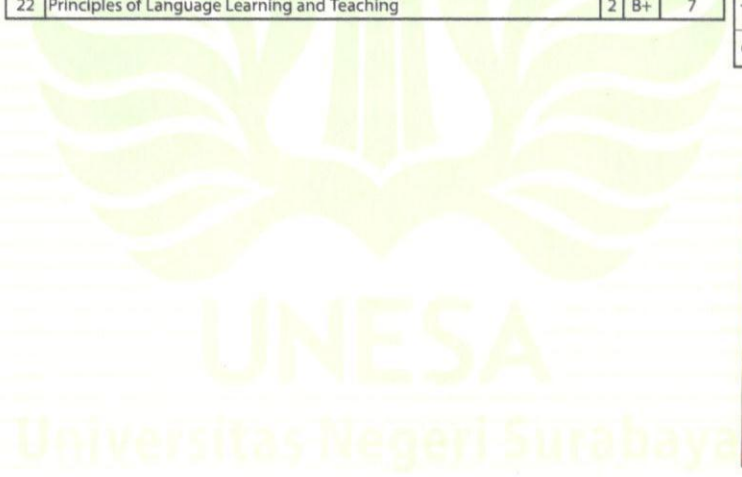 22 Principles of Language Learning and Teaching 2 B+ 7
UNESA
Universitas Negeri Surabaya